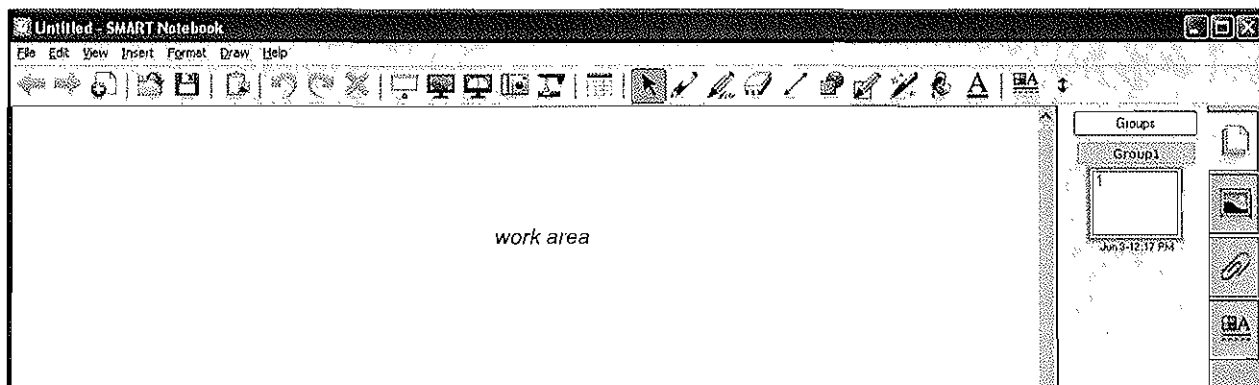 Untitled - SMART Notebook
File Edit View Insert Format Draw Help
A A
Groups
Group1
1
work area
Jun 3-12:17 PM
A